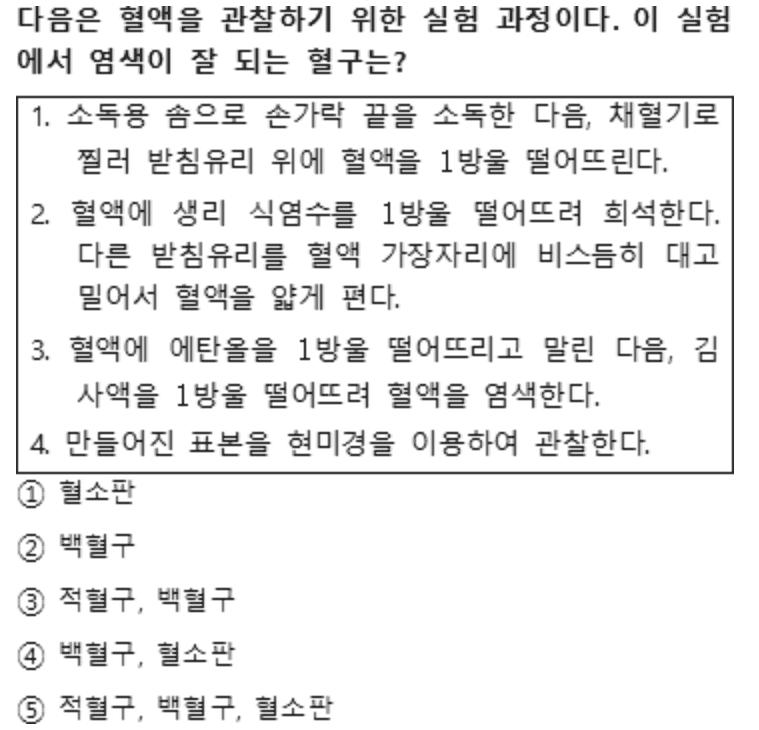 다음은 혈액을 관찰하기 위한 실험 과정이다. 이 실험
에서 염색이 잘 되는 혈구는?
1. 소독용 솜으로 손가락 끝을 소독한 다음, 채혈기로
찔러 받침유리 위에 혈액을 1방울 떨어뜨린다.
2. 혈액에 생리 식염수를 1방울 떨어뜨려 희석한다.
다른 받침유리를 혈액 가장자리에 비스듬히 대고
밀어서 혈액을 얇게 편다.
3. 혈액에 에탄올을 1방울 떨어뜨리고 말린 다음, 김
사액을 1방울 떨어뜨려 혈액을 염색한다.
4. 만들어진 표본을 현미경을 이용하여 관찰한다.
① 혈소판
② 백혈구
③ 적혈구, 백혈구
④ 백혈구, 혈소판
⑤ 적혈구, 백혈구, 혈소판